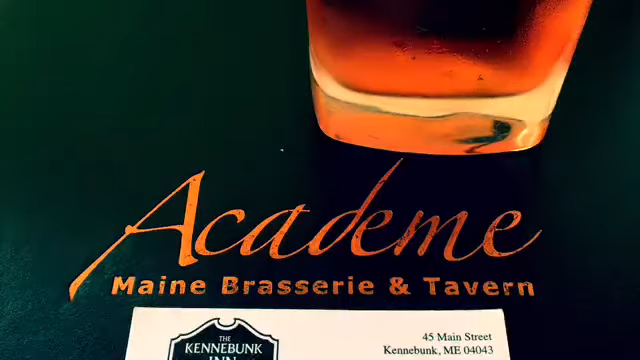 Academe
Maine Brasserie & Tavern
THE
KENNEBUNK
INN
45 Main Street
Kennebunk, ME 04043